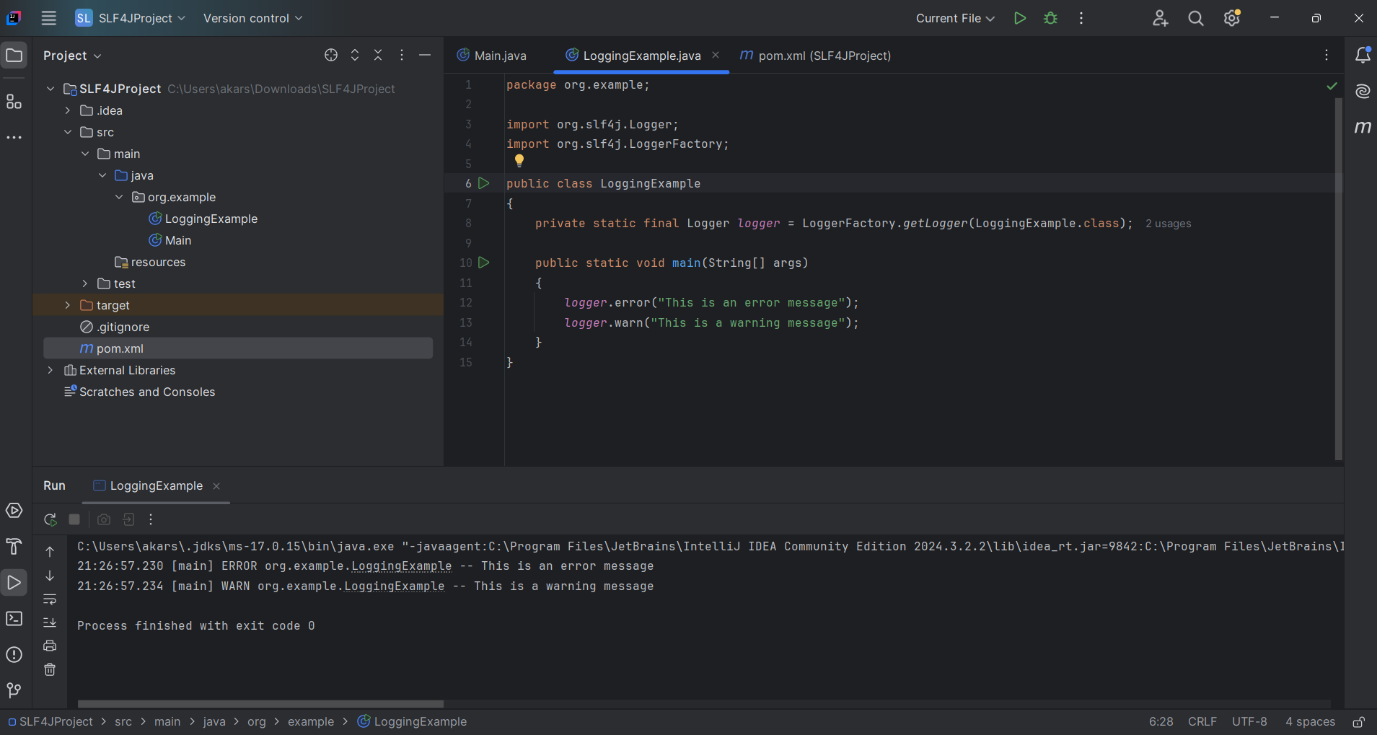 SL SLF4JProject Version control Current File
Project
Main.java LoggingExample.java pom.xml (SLF4JProject)
SLF4JProject C:\Users\akars\Downloads\SLF4JProject
.idea
src
main
java
org.example
LoggingExample
Main
resources
test
target
.gitignore
m pom.xml
External Libraries
Scratches and Consoles
1 package org.example;
2
3 import org.slf4j.Logger;
4 import org.slf4j.LoggerFactory;
5
6 public class LoggingExample
7 {
8 private static final Logger logger = LoggerFactory.getLogger(LoggingExample.class); 2 usages
9
10 public static void main(String[] args)
11 {
12 logger.error("This is an error message");
13 logger.warn("This is a warning message");
14 }
15 }
Run LoggingExample
C:\Users\akars\.jdks\ms-17.0.15\bin\java.exe "-javaagent:C:\Program Files\JetBrains\IntelliJ IDEA Community Edition 2024.3.2.2\lib\idea_rt.jar=9842:C:\Program Files\JetBrains\I
21:26:57.230 [main] ERROR org.example.LoggingExample -- This is an error message
21:26:57.234 [main] WARN org.example.LoggingExample -- This is a warning message
Process finished with exit code 0
SLF4JProject > src > main > java > org > example > LoggingExample 6:28 CRLF UTF-8 4 spaces